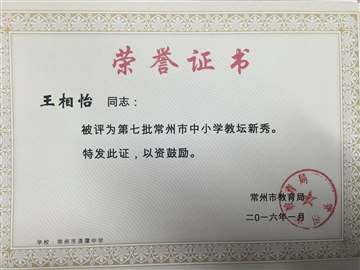 荣誉证书
王相怡 同志：
被评为第七批常州市中小学教坛新秀。
特发此证，以资鼓励。
常州市教育局
二〇一六年一月
学校：常州市清潭中学